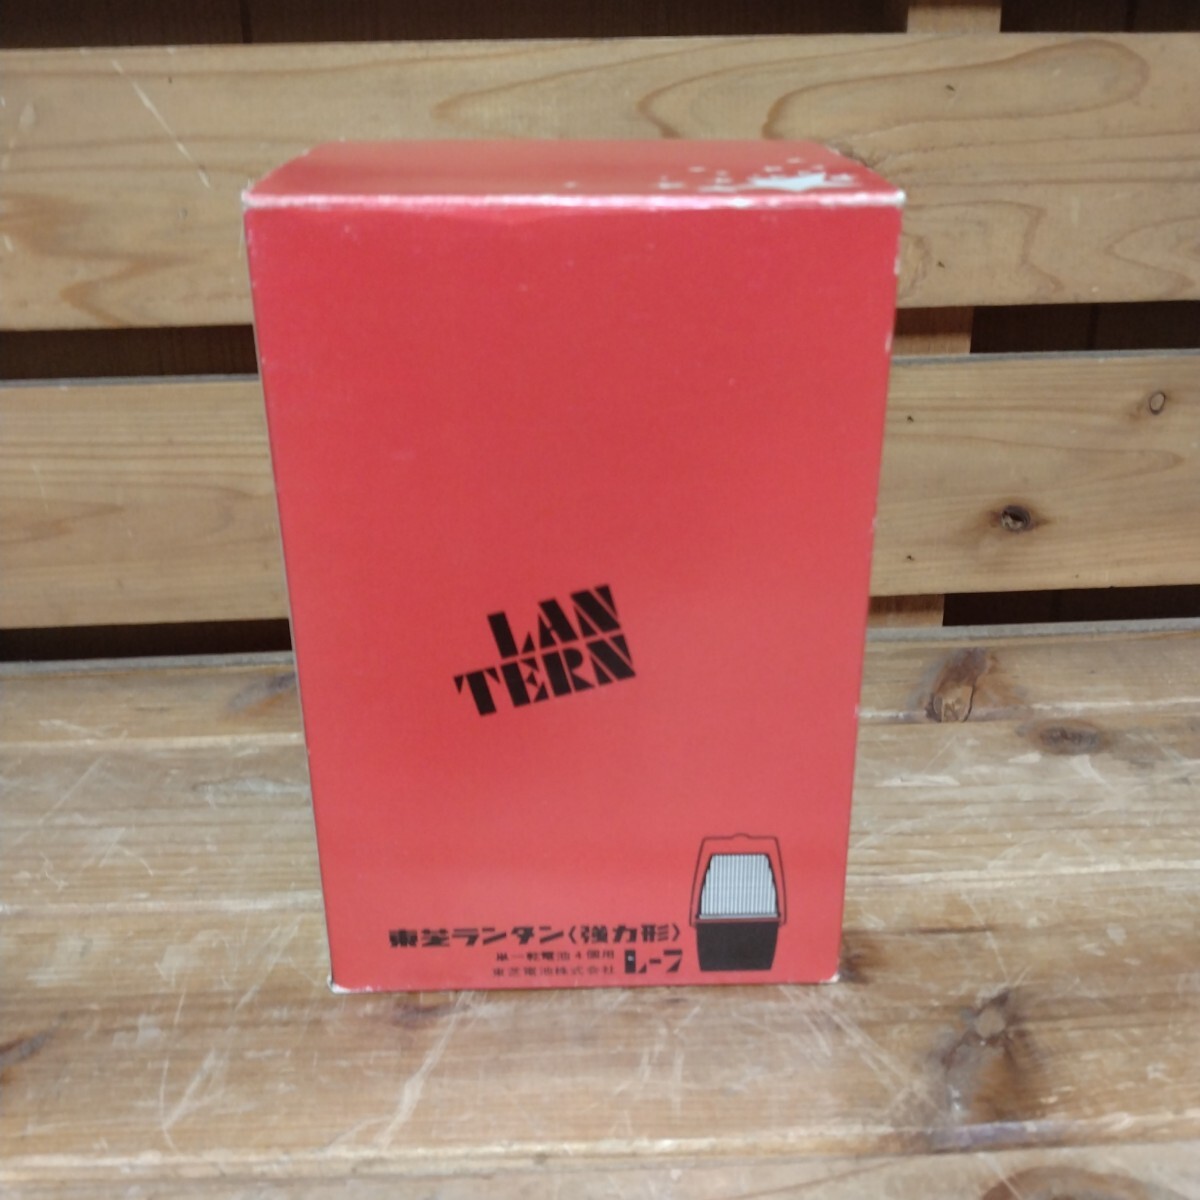 LAN
TERN
東芝ランタン〈強力形〉
単一乾電池4個用 L-7
東芝電池株式会社